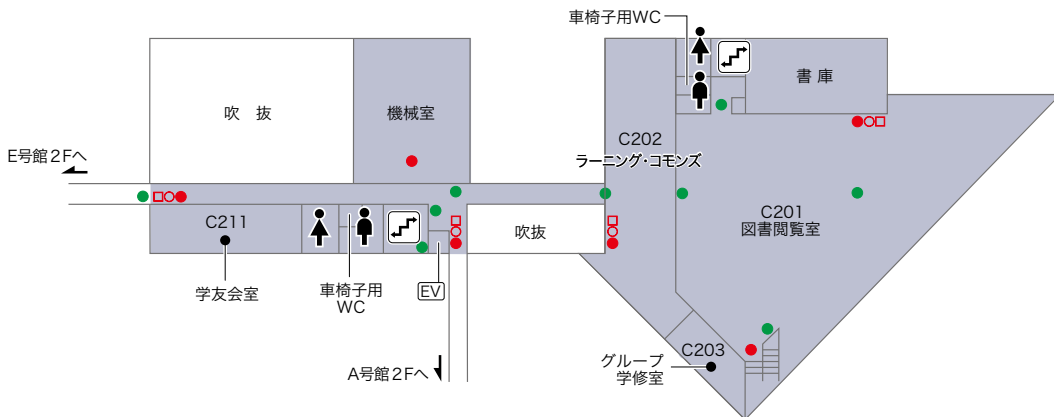 車椅子用WC
書 庫
吹 抜
機械室
C202
ラーニング・コモンズ
E号館2Fへ
C211
C201
図書閲覧室
吹抜
学友会室
車椅子用
WC
EV
C203
グループ
学修室
A号館2Fへ